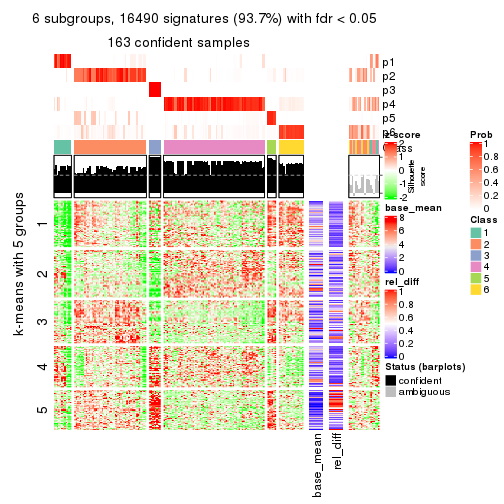 6 subgroups, 16490 signatures (93.7%) with fdr < 0.05
163 confident samples
p1
p2
p3
p4
p5
p6
Class
k-means with 5 groups
1
2
3
4
5
base_mean
rel_diff
z-score
2
1
0
-1
-2
Silhouette
score
base_mean
8
6
4
2
0
rel_diff
1
0.8
0.6
0.4
0.2
0
Status (barplots)
confident
ambiguous
Prob
1
0.8
0.6
0.4
0.2
0
Class
1
2
3
4
5
6